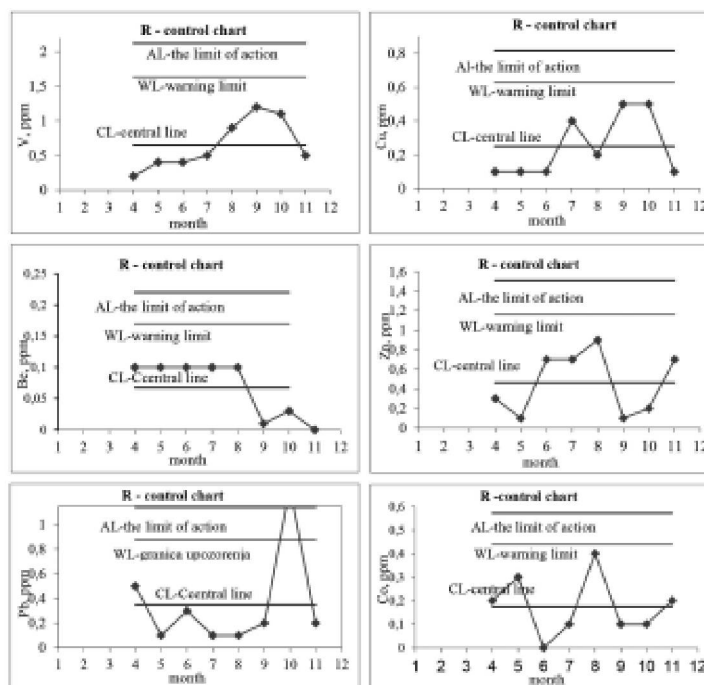 R - control chart
2
AL-the limit of action
1,5
WL-warning limit
V, ppm
1
CL-central line
0,5
0
1 2 3 4 5 6 7 8 9 10 11 12
month
R - control chart
0,8
Al-the limit of action
0,6
WL-warning limit
Cu, ppm
0,4
CL-central line
0,2
0
1 2 3 4 5 6 7 8 9 10 11 12
month
R - control chart
0,25
0,2
AL-the limit of action
0,15
WL-warning limit
Be, ppm
0,1
CL-Ccentral line
0,05
0
1 2 3 4 5 6 7 8 9 10 11 12
month
R - control chart
1,6
1,4
AL-the limit of action
1,2
WL-warning limit
1
Zn, ppm
0,8
CL-central line
0,6
0,4
0,2
0
1 2 3 4 5 6 7 8 9 10 11 12
month
R - control chart
1
AL-the limit of action
0,8
WL-granica upozorenja
0,6
Pb, ppm
0,4
CL-Ccentral line
0,2
0
1 2 3 4 5 6 7 8 9 10 11 12
month
R -control chart
0,6
AL-the limit of action
0,5
0,4
WL-warning limit
Co, ppm
0,3
CL-central line
0,2
0,1
0
1 2 3 4 5 6 7 8 9 10 11 12
month